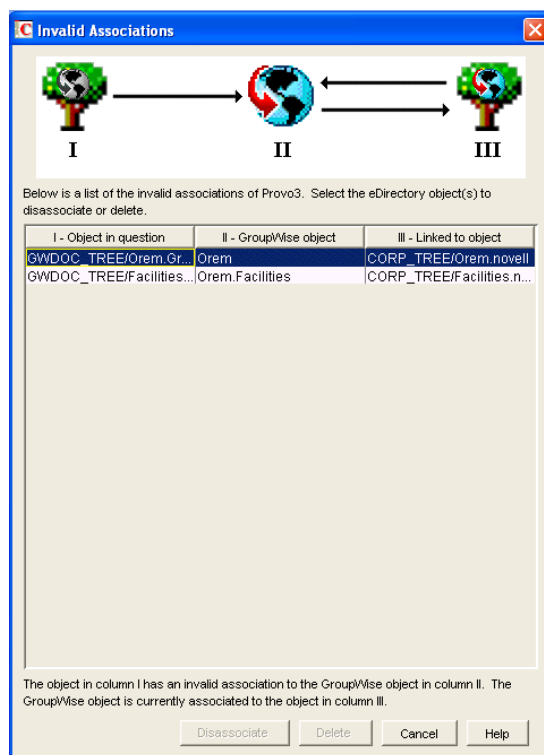 Invalid Associations
I II III
Below is a list of the invalid associations of Provo3. Select the eDirectory object(s) to
disassociate or delete.
I - Object in question II - GroupWise object III - Linked to object
GWDOC_TREE/Orem.Gr... Orem CORP_TREE/Orem.novell
GWDOC_TREE/Facilities... Orem.Facilities CORP_TREE/Facilities.n...
The object in column I has an invalid association to the GroupWise object in column II. The
GroupWise object is currently associated to the object in column III.
Disassociate Delete Cancel Help